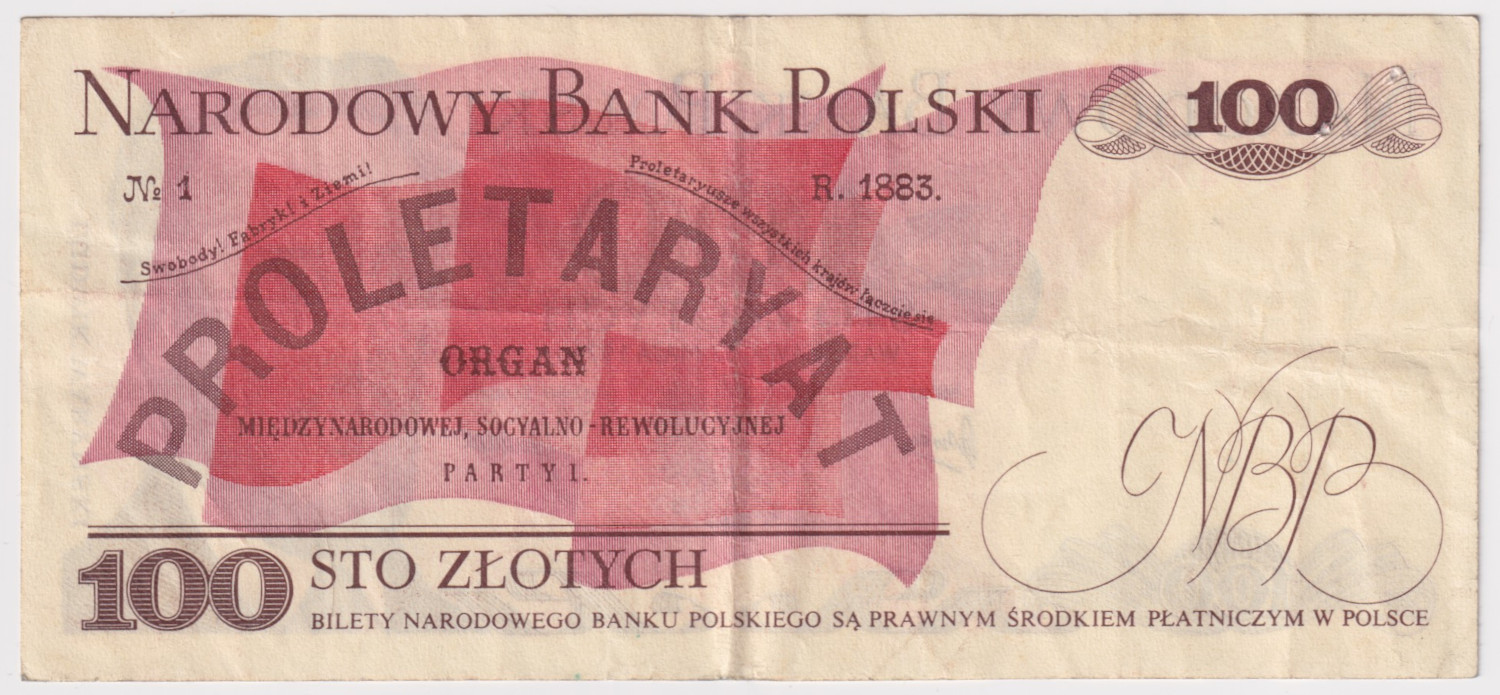 NARODOWY BANK POLSKI
100
№ 1
Swobody! Fabryk! i Ziemi!
Proletaryusze wszystkich krajów łączcie się
R. 1883.
PROLETARYAT
ORGAN
MIĘDZYNARODOWEJ, SOCYALNO-REWOLUCYJNEJ
PARTYI.
NBP
100 STO ZŁOTYCH
BILETY NARODOWEGO BANKU POLSKIEGO SĄ PRAWNYM ŚRODKIEM PŁATNICZYM W POLSCE